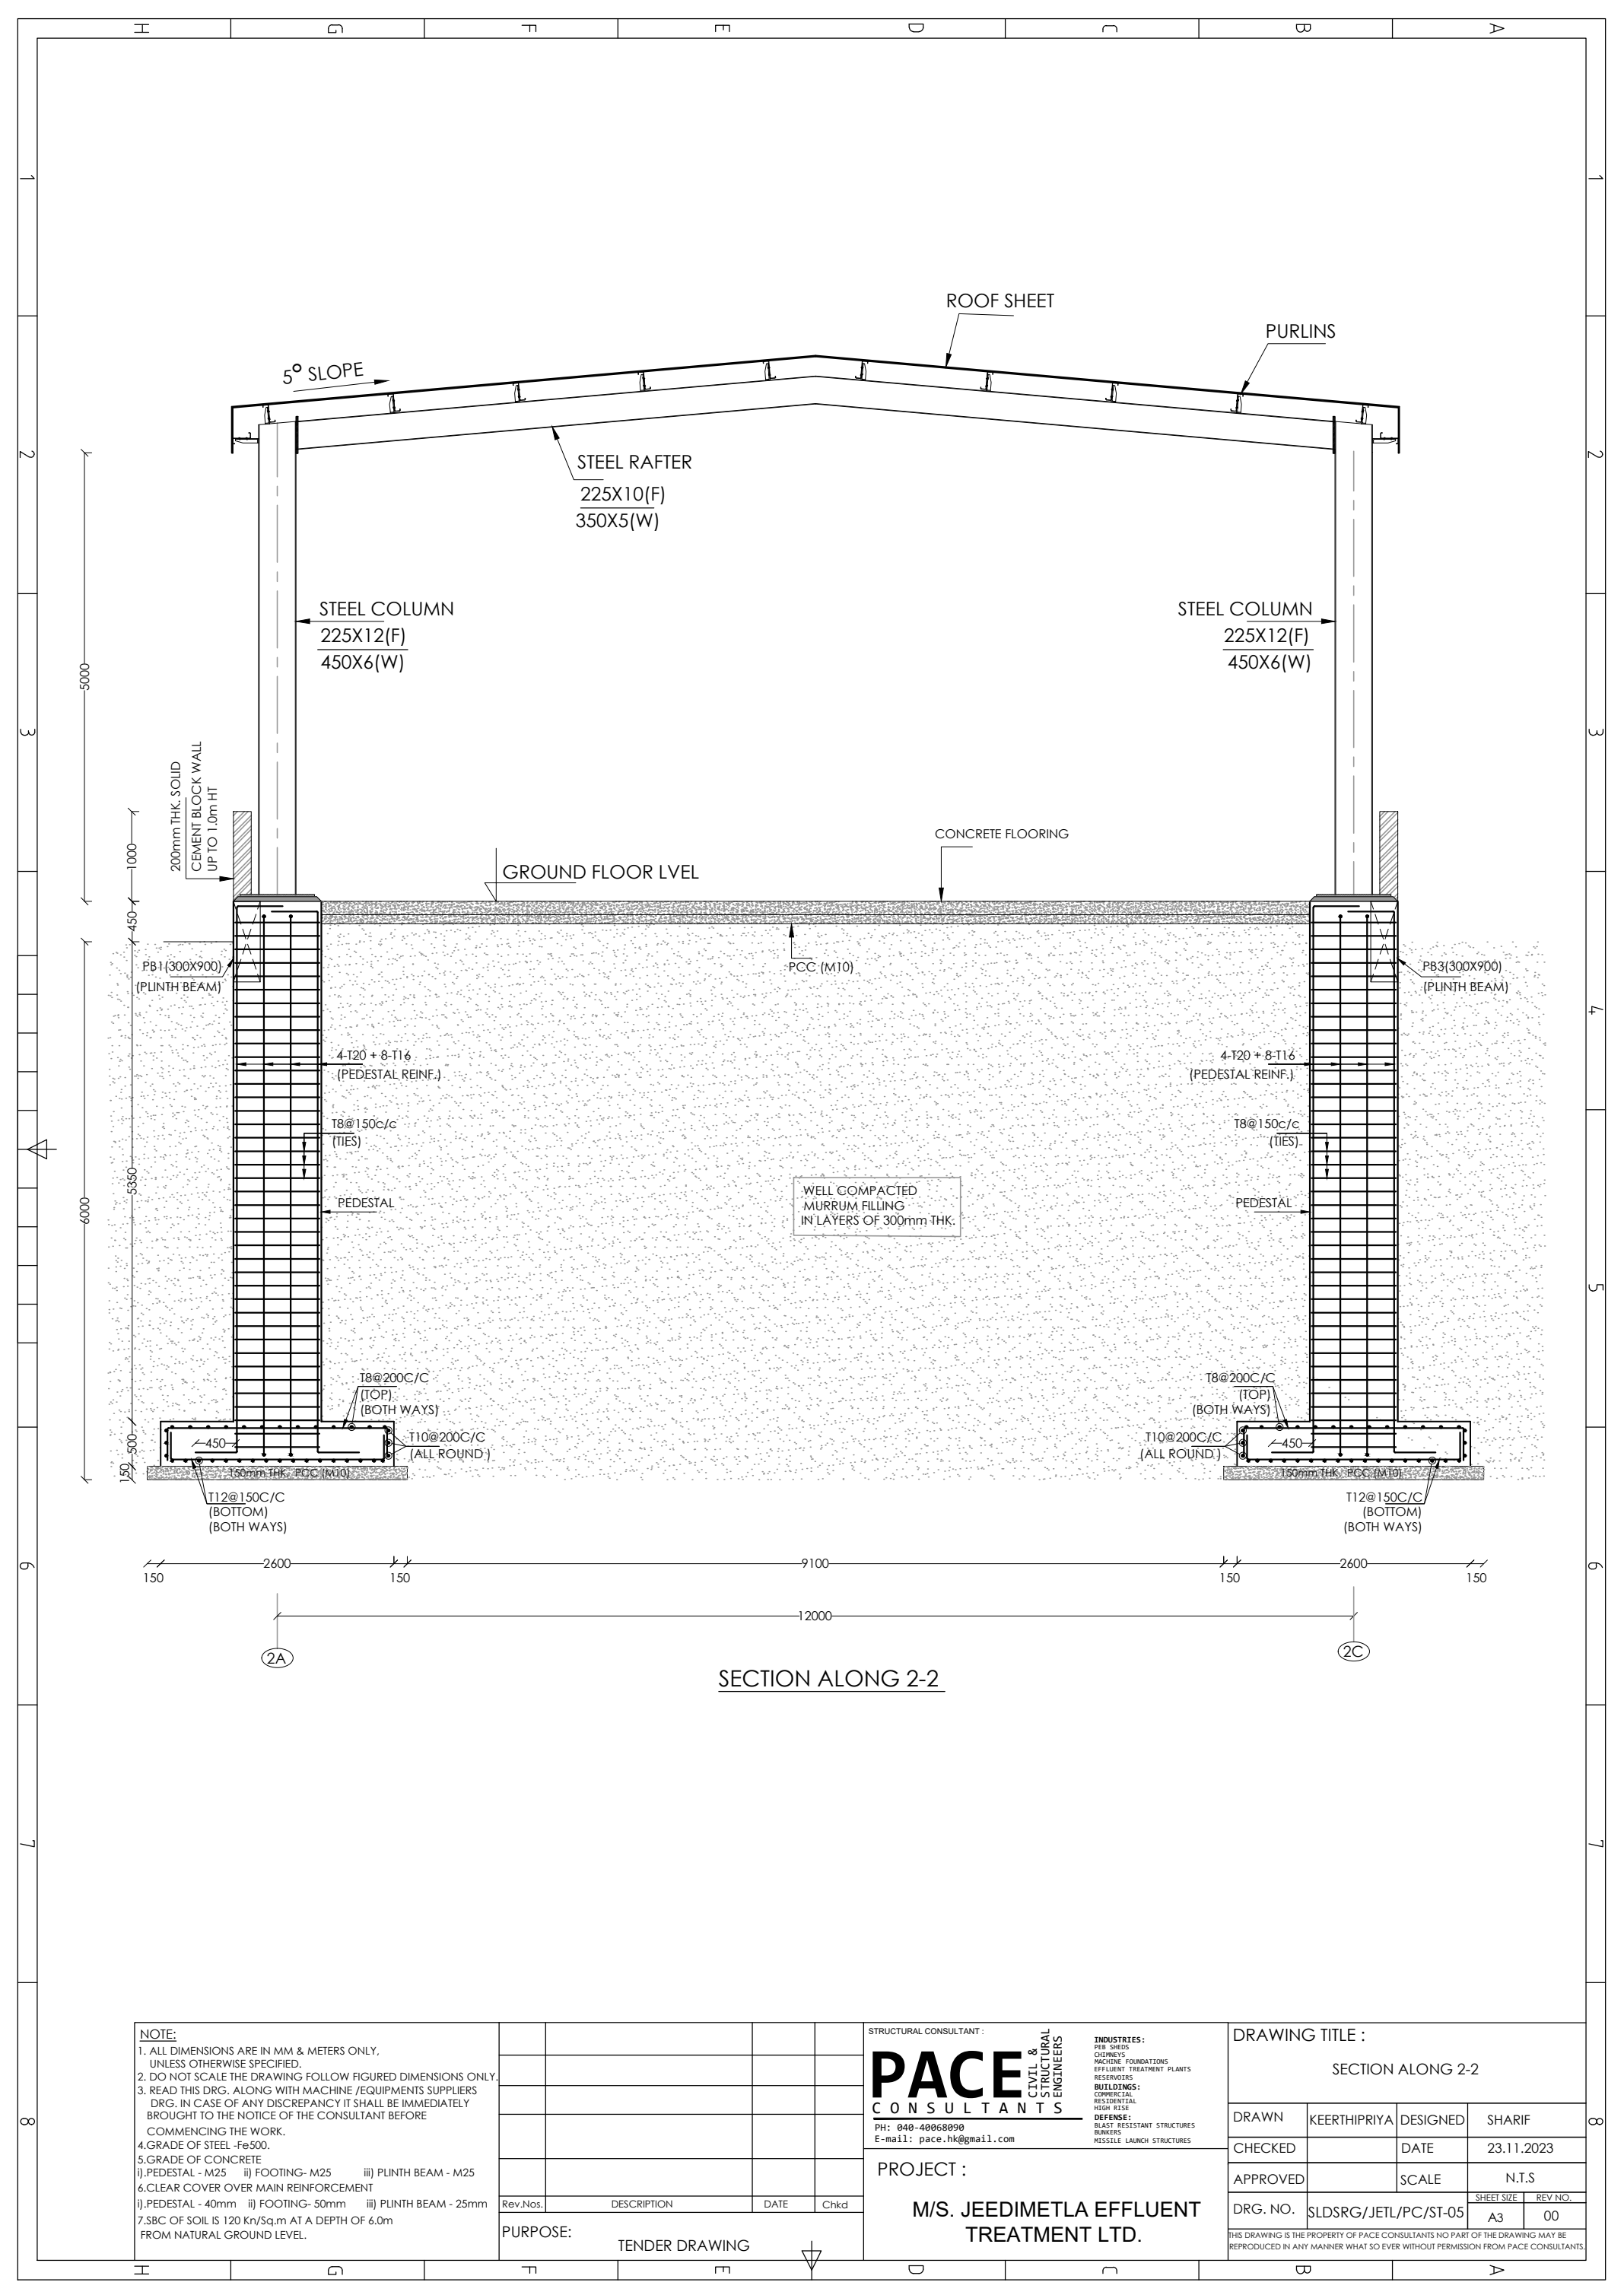 H G F E D C B A
1 1
ROOF SHEET
PURLINS
5° SLOPE
2 2
STEEL RAFTER
225X10(F)
350X5(W)
STEEL COLUMN
225X12(F)
450X6(W)
STEEL COLUMN
225X12(F)
450X6(W)
5000
3 3
200mm THK. SOLID
CEMENT BLOCK WALL
UP TO 1.0m HT
1000
CONCRETE FLOORING
GROUND FLOOR LVEL
450
PB1(300X900)
(PLINTH BEAM)
PCC (M10)
PB3(300X900)
(PLINTH BEAM)
4 4
4-T20 + 8-T16
(PEDESTAL REINF.)
4-T20 + 8-T16
(PEDESTAL REINF.)
T8@150c/c
(TIES)
T8@150c/c
(TIES)
5350
6000
PEDESTAL
WELL COMPACTED
MURRUM FILLING
IN LAYERS OF 300mm THK.
PEDESTAL
5 5
T8@200C/C
(TOP)
(BOTH WAYS)
T8@200C/C
(TOP)
(BOTH WAYS)
T10@200C/C
(ALL ROUND )
T10@200C/C
(ALL ROUND )
450
450
500
150
150mm THK. PCC (M10)
150mm THK. PCC (M10)
T12@150C/C
(BOTTOM)
(BOTH WAYS)
T12@150C/C
(BOTTOM)
(BOTH WAYS)
6 6
2600 9100 2600
150 150 150 150
12000
2A 2C
SECTION ALONG 2-2
7 7
8 8
NOTE:
1. ALL DIMENSIONS ARE IN MM & METERS ONLY,
UNLESS OTHERWISE SPECIFIED.
2. DO NOT SCALE THE DRAWING FOLLOW FIGURED DIMENSIONS ONLY.
3. READ THIS DRG. ALONG WITH MACHINE /EQUIPMENTS SUPPLIERS
DRG. IN CASE OF ANY DISCREPANCY IT SHALL BE IMMEDIATELY
BROUGHT TO THE NOTICE OF THE CONSULTANT BEFORE
COMMENCING THE WORK.
4.GRADE OF STEEL -Fe500.
5.GRADE OF CONCRETE
i).PEDESTAL - M25 ii) FOOTING- M25 iii) PLINTH BEAM - M25
6.CLEAR COVER OVER MAIN REINFORCEMENT
i).PEDESTAL - 40mm ii) FOOTING- 50mm iii) PLINTH BEAM - 25mm
7.SBC OF SOIL IS 120 Kn/Sq.m AT A DEPTH OF 6.0m
FROM NATURAL GROUND LEVEL.
Rev.Nos. DESCRIPTION DATE Chkd
PURPOSE:
TENDER DRAWING
STRUCTURAL CONSULTANT :
PACE
CONSULTANTS
CIVIL &
STRUCTURAL
ENGINEERS
PH: 040-40068090
E-mail: pace.hk@gmail.com
INDUSTRIES:
PEB SHEDS
CHIMNEYS
MACHINE FOUNDATIONS
EFFLUENT TREATMENT PLANTS
RESERVOIRS
BUILDINGS:
COMMERCIAL
RESIDENTIAL
HIGH RISE
DEFENSE:
BLAST RESISTANT STRUCTURES
BUNKERS
MISSILE LAUNCH STRUCTURES
PROJECT :
M/S. JEEDIMETLA EFFLUENT
TREATMENT LTD.
DRAWING TITLE :
SECTION ALONG 2-2
DRAWN KEERTHIPRIYA DESIGNED SHARIF
CHECKED DATE 23.11.2023
APPROVED SCALE N.T.S
DRG. NO. SLDSRG/JETL/PC/ST-05
SHEET SIZE REV NO.
A3 00
THIS DRAWING IS THE PROPERTY OF PACE CONSULTANTS NO PART OF THE DRAWING MAY BE
REPRODUCED IN ANY MANNER WHAT SO EVER WITHOUT PERMISSION FROM PACE CONSULTANTS.
H G F E D C B A